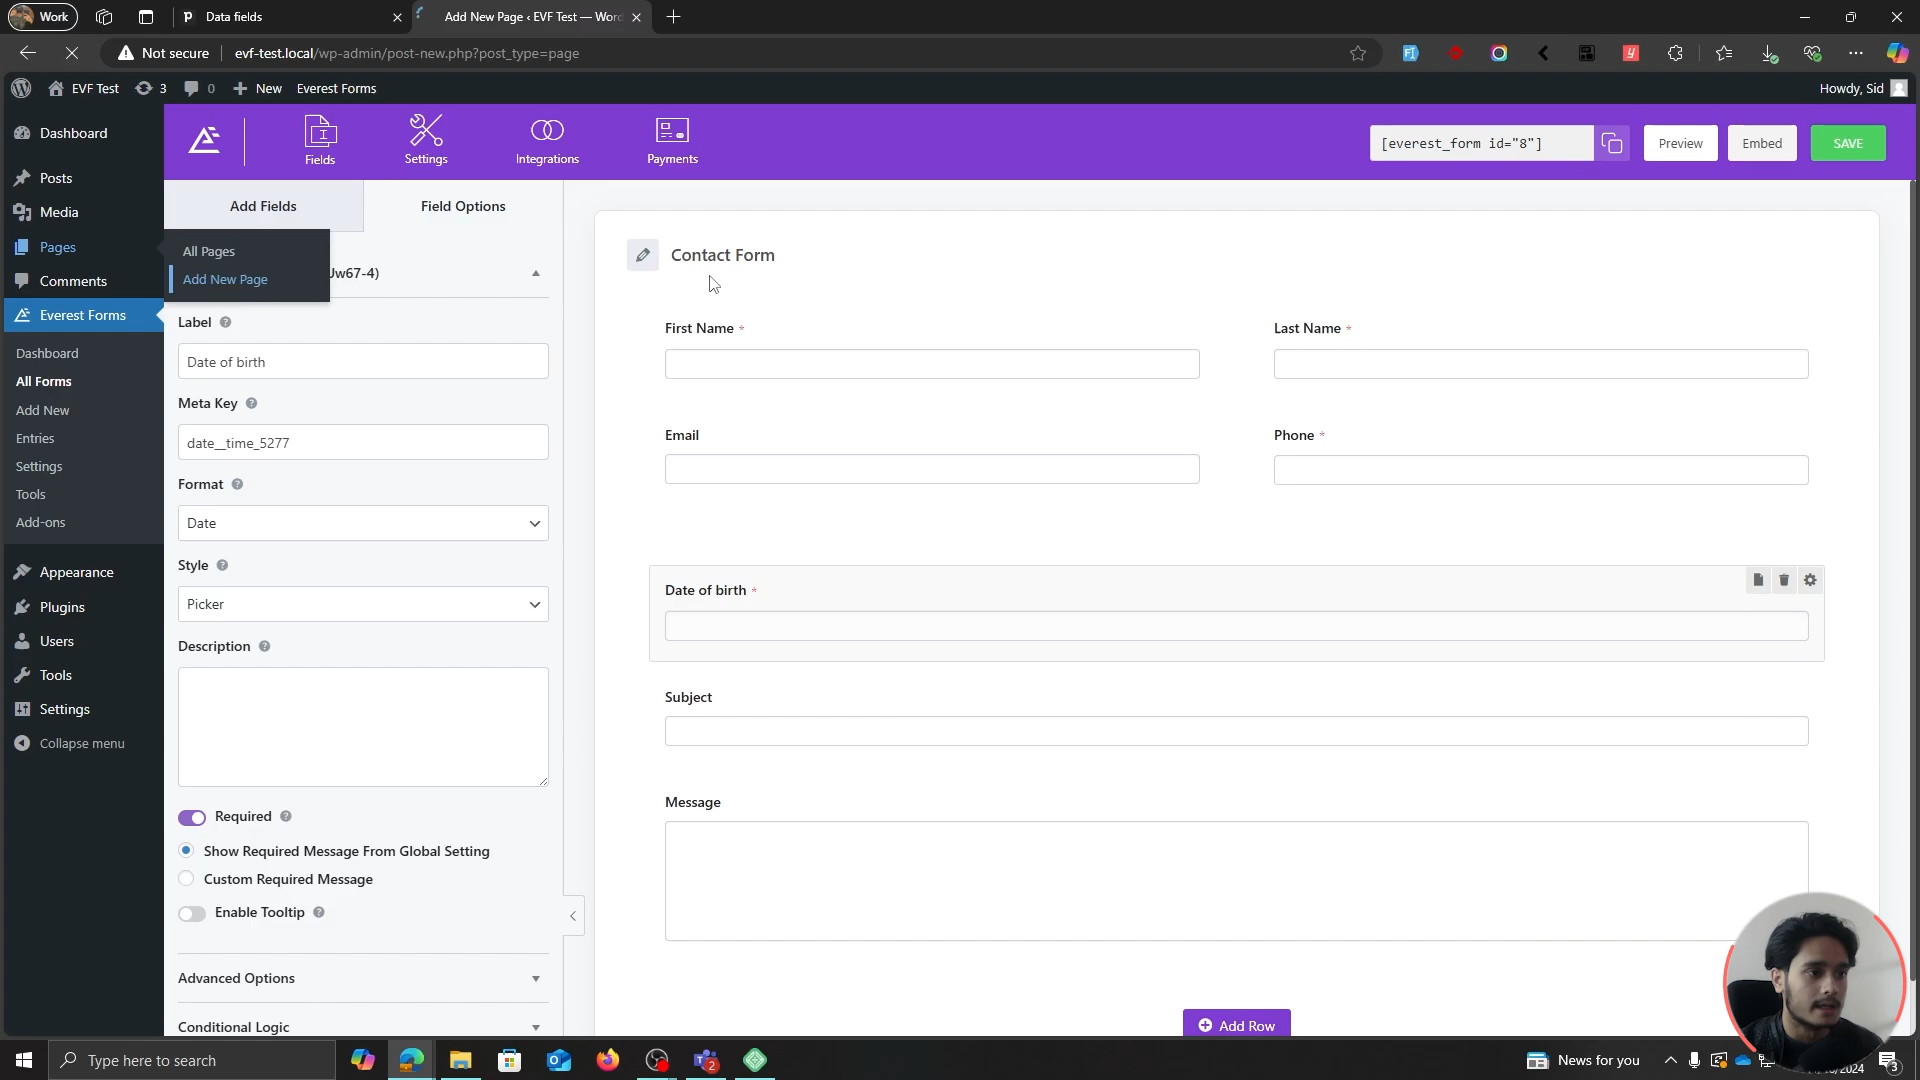 Work
Data fields
Add New Page ‹ EVF Test — Word
Not secure
evf-test.local/wp-admin/post-new.php?post_type=page
EVF Test
3
0
New
Everest Forms
Howdy, Sid
Dashboard
Posts
Media
Pages
Comments
Everest Forms
Dashboard
All Forms
Add New
Entries
Settings
Tools
Add-ons
Appearance
Plugins
Users
Tools
Settings
Collapse menu
All Pages
Add New Page
Fields
Settings
Integrations
Payments
[everest_form id="8"]
Preview
Embed
SAVE
Add Fields
Field Options
Jw67-4)
Label
Date of birth
Meta Key
date__time_5277
Format
Date
Style
Picker
Description
Required
Show Required Message From Global Setting
Custom Required Message
Enable Tooltip
Advanced Options
Conditional Logic
Contact Form
First Name *
Last Name *
Email
Phone *
Date of birth *
Subject
Message
Add Row
Type here to search
2
News for you
3